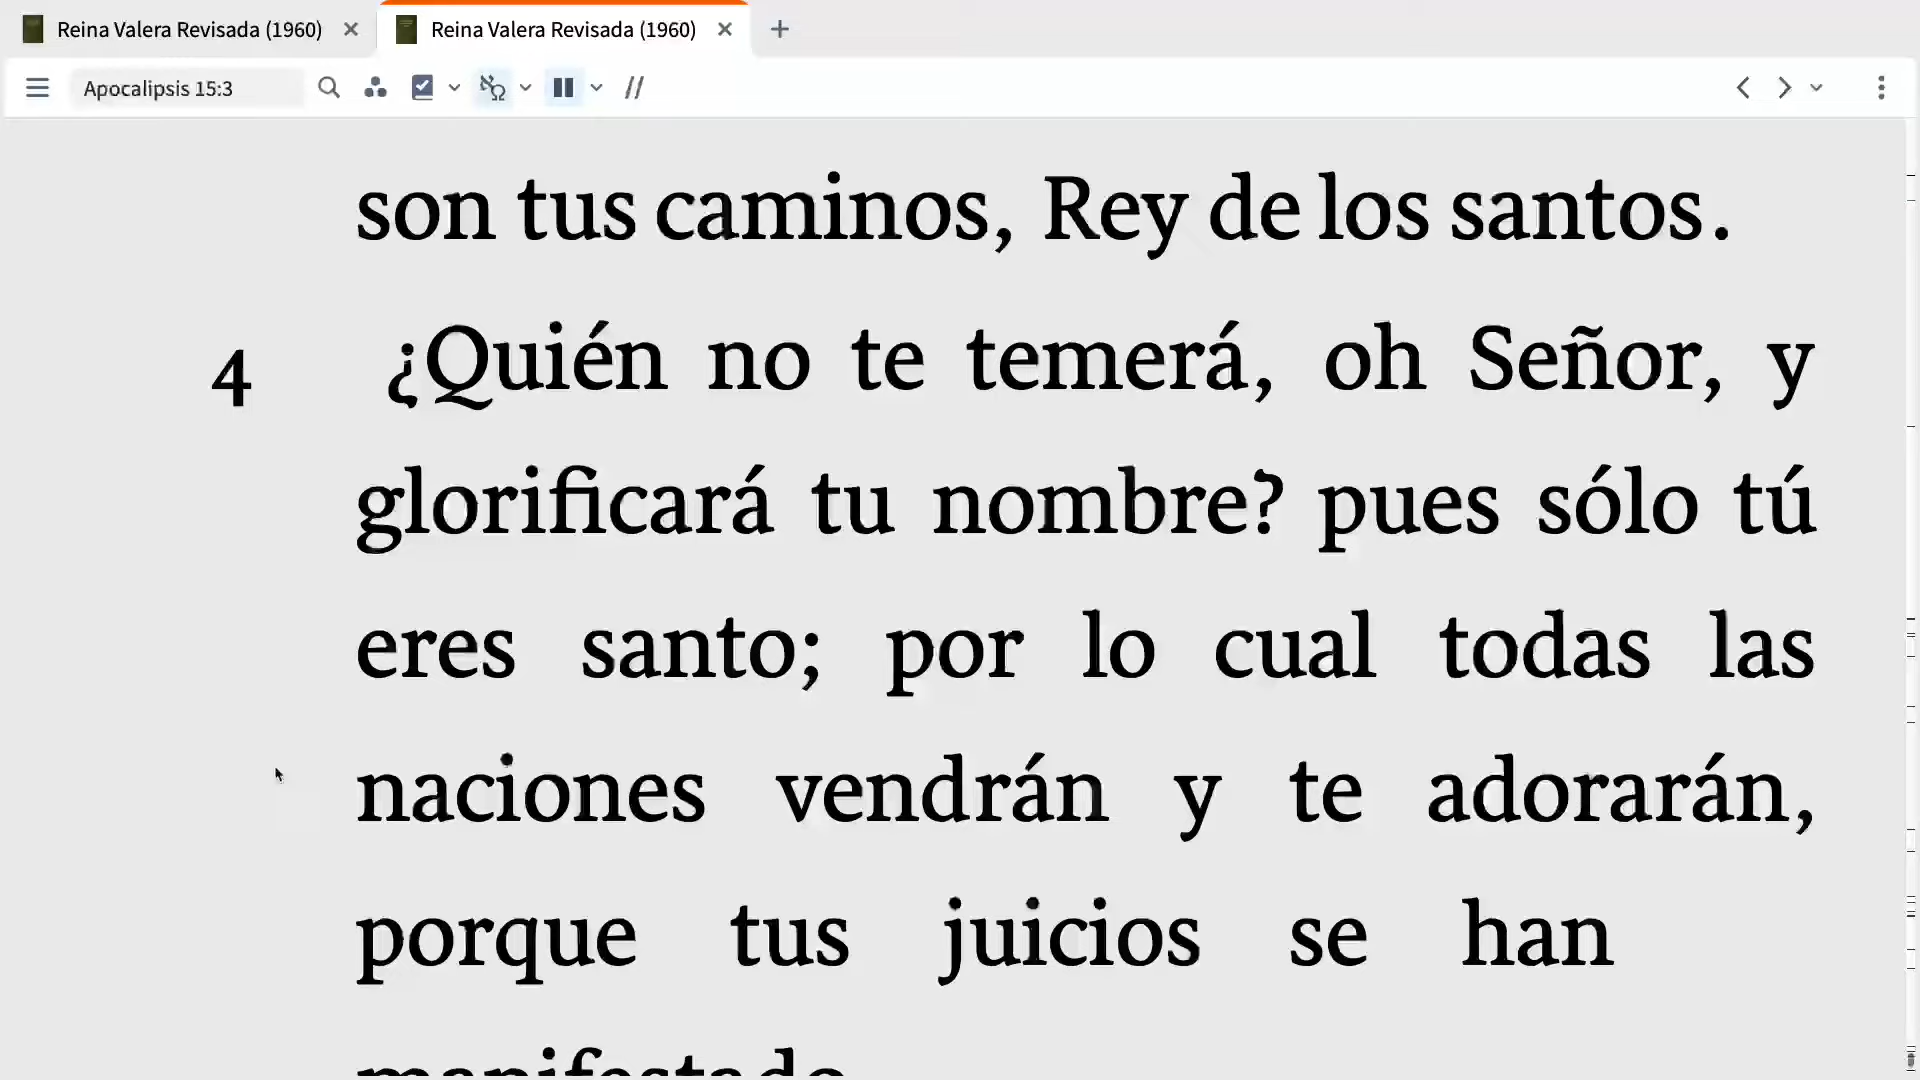 Reina Valera Revisada (1960)
Reina Valera Revisada (1960)
Apocalipsis 15:3
son tus caminos, Rey de los santos.
4 ¿Quién no te temerá, oh Señor, y
glorificará tu nombre? pues sólo tú
eres santo; por lo cual todas las
naciones vendrán y te adorarán,
porque tus juicios se han
manifestado